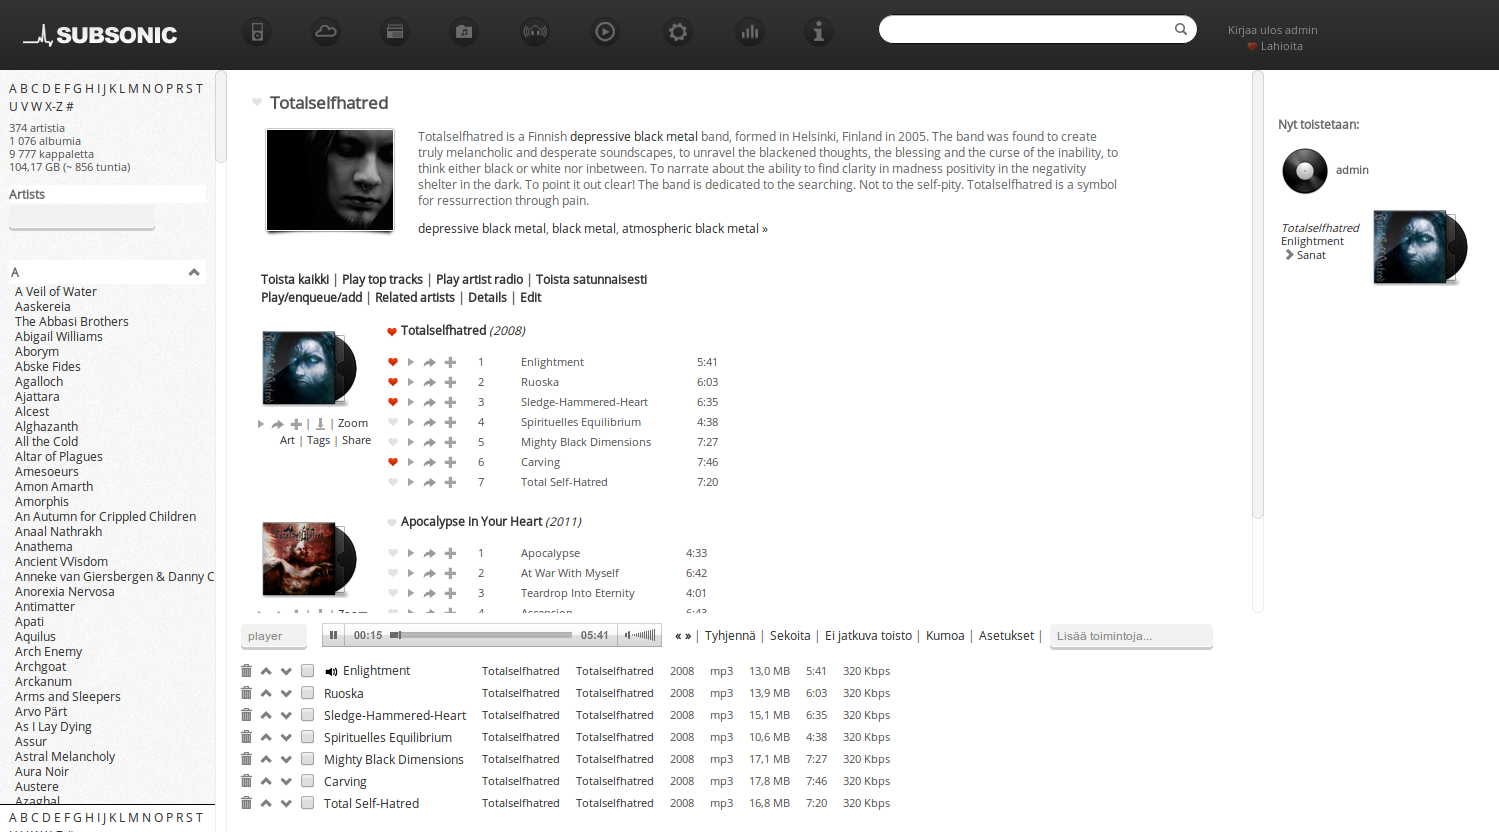 SUBSONIC
Kirjaa ulos admin
Lahioita
A B C D E F G H I J K L M N O P R S T
U V W X-Z #
374 artistia
1 076 albumia
9 777 kappaletta
104,17 GB (~ 856 tuntia)
Artists
A
A Veil of Water
Aaskereia
The Abbasi Brothers
Abigail Williams
Aborym
Abske Fides
Agalloch
Ajattara
Alcest
Alghazanth
All the Cold
Altar of Plagues
Amesoeurs
Amon Amarth
Amorphis
An Autumn for Crippled Children
Anaal Nathrakh
Anathema
Ancient VVisdom
Anneke van Giersbergen & Danny C
Anorexia Nervosa
Antimatter
Apati
Aquilus
Arch Enemy
Archgoat
Arckanum
Arms and Sleepers
Arvo Pärt
As I Lay Dying
Assur
Astral Melancholy
Aura Noir
Austere
Azaghal
A B C D E F G H I J K L M N O P R S T
Totalselfhatred
Totalselfhatred is a Finnish depressive black metal band, formed in Helsinki, Finland in 2005. The band was found to create
truly melancholic and desperate soundscapes, to unravel the blackened thoughts, the blessing and the curse of the inability, to
think either black or white nor inbetween. To narrate about the ability to find clarity in madness positivity in the negativity
shelter in the dark. To point it out clear! The band is dedicated to the searching. Not to the self-pity. Totalselfhatred is a symbol
for ressurrection through pain.
depressive black metal, black metal, atmospheric black metal »
Toista kaikki | Play top tracks | Play artist radio | Toista satunnaisesti
Play/enqueue/add | Related artists | Details | Edit
Totalselfhatred (2008)
1 Enlightment 5:41
2 Ruoska 6:03
3 Sledge-Hammered-Heart 6:35
4 Spirituelles Equilibrium 4:38
5 Mighty Black Dimensions 7:27
6 Carving 7:46
7 Total Self-Hatred 7:20
| | Zoom
Art | Tags | Share
Apocalypse in Your Heart (2011)
1 Apocalypse 4:33
2 At War With Myself 6:42
3 Teardrop Into Eternity 4:01
4 Ascension 6:43
Zoom
player
00:15 05:41
« » | Tyhjennä | Sekoita | Ei jatkuva toisto | Kumoa | Asetukset |
Lisää toimintoja...
Enlightment Totalselfhatred Totalselfhatred 2008 mp3 13,0 MB 5:41 320 Kbps
Ruoska Totalselfhatred Totalselfhatred 2008 mp3 13,9 MB 6:03 320 Kbps
Sledge-Hammered-Heart Totalselfhatred Totalselfhatred 2008 mp3 15,1 MB 6:35 320 Kbps
Spirituelles Equilibrium Totalselfhatred Totalselfhatred 2008 mp3 10,6 MB 4:38 320 Kbps
Mighty Black Dimensions Totalselfhatred Totalselfhatred 2008 mp3 17,1 MB 7:27 320 Kbps
Carving Totalselfhatred Totalselfhatred 2008 mp3 17,8 MB 7:46 320 Kbps
Total Self-Hatred Totalselfhatred Totalselfhatred 2008 mp3 16,8 MB 7:20 320 Kbps
Nyt toistetaan:
admin
Totalselfhatred
Enlightment
Sanat